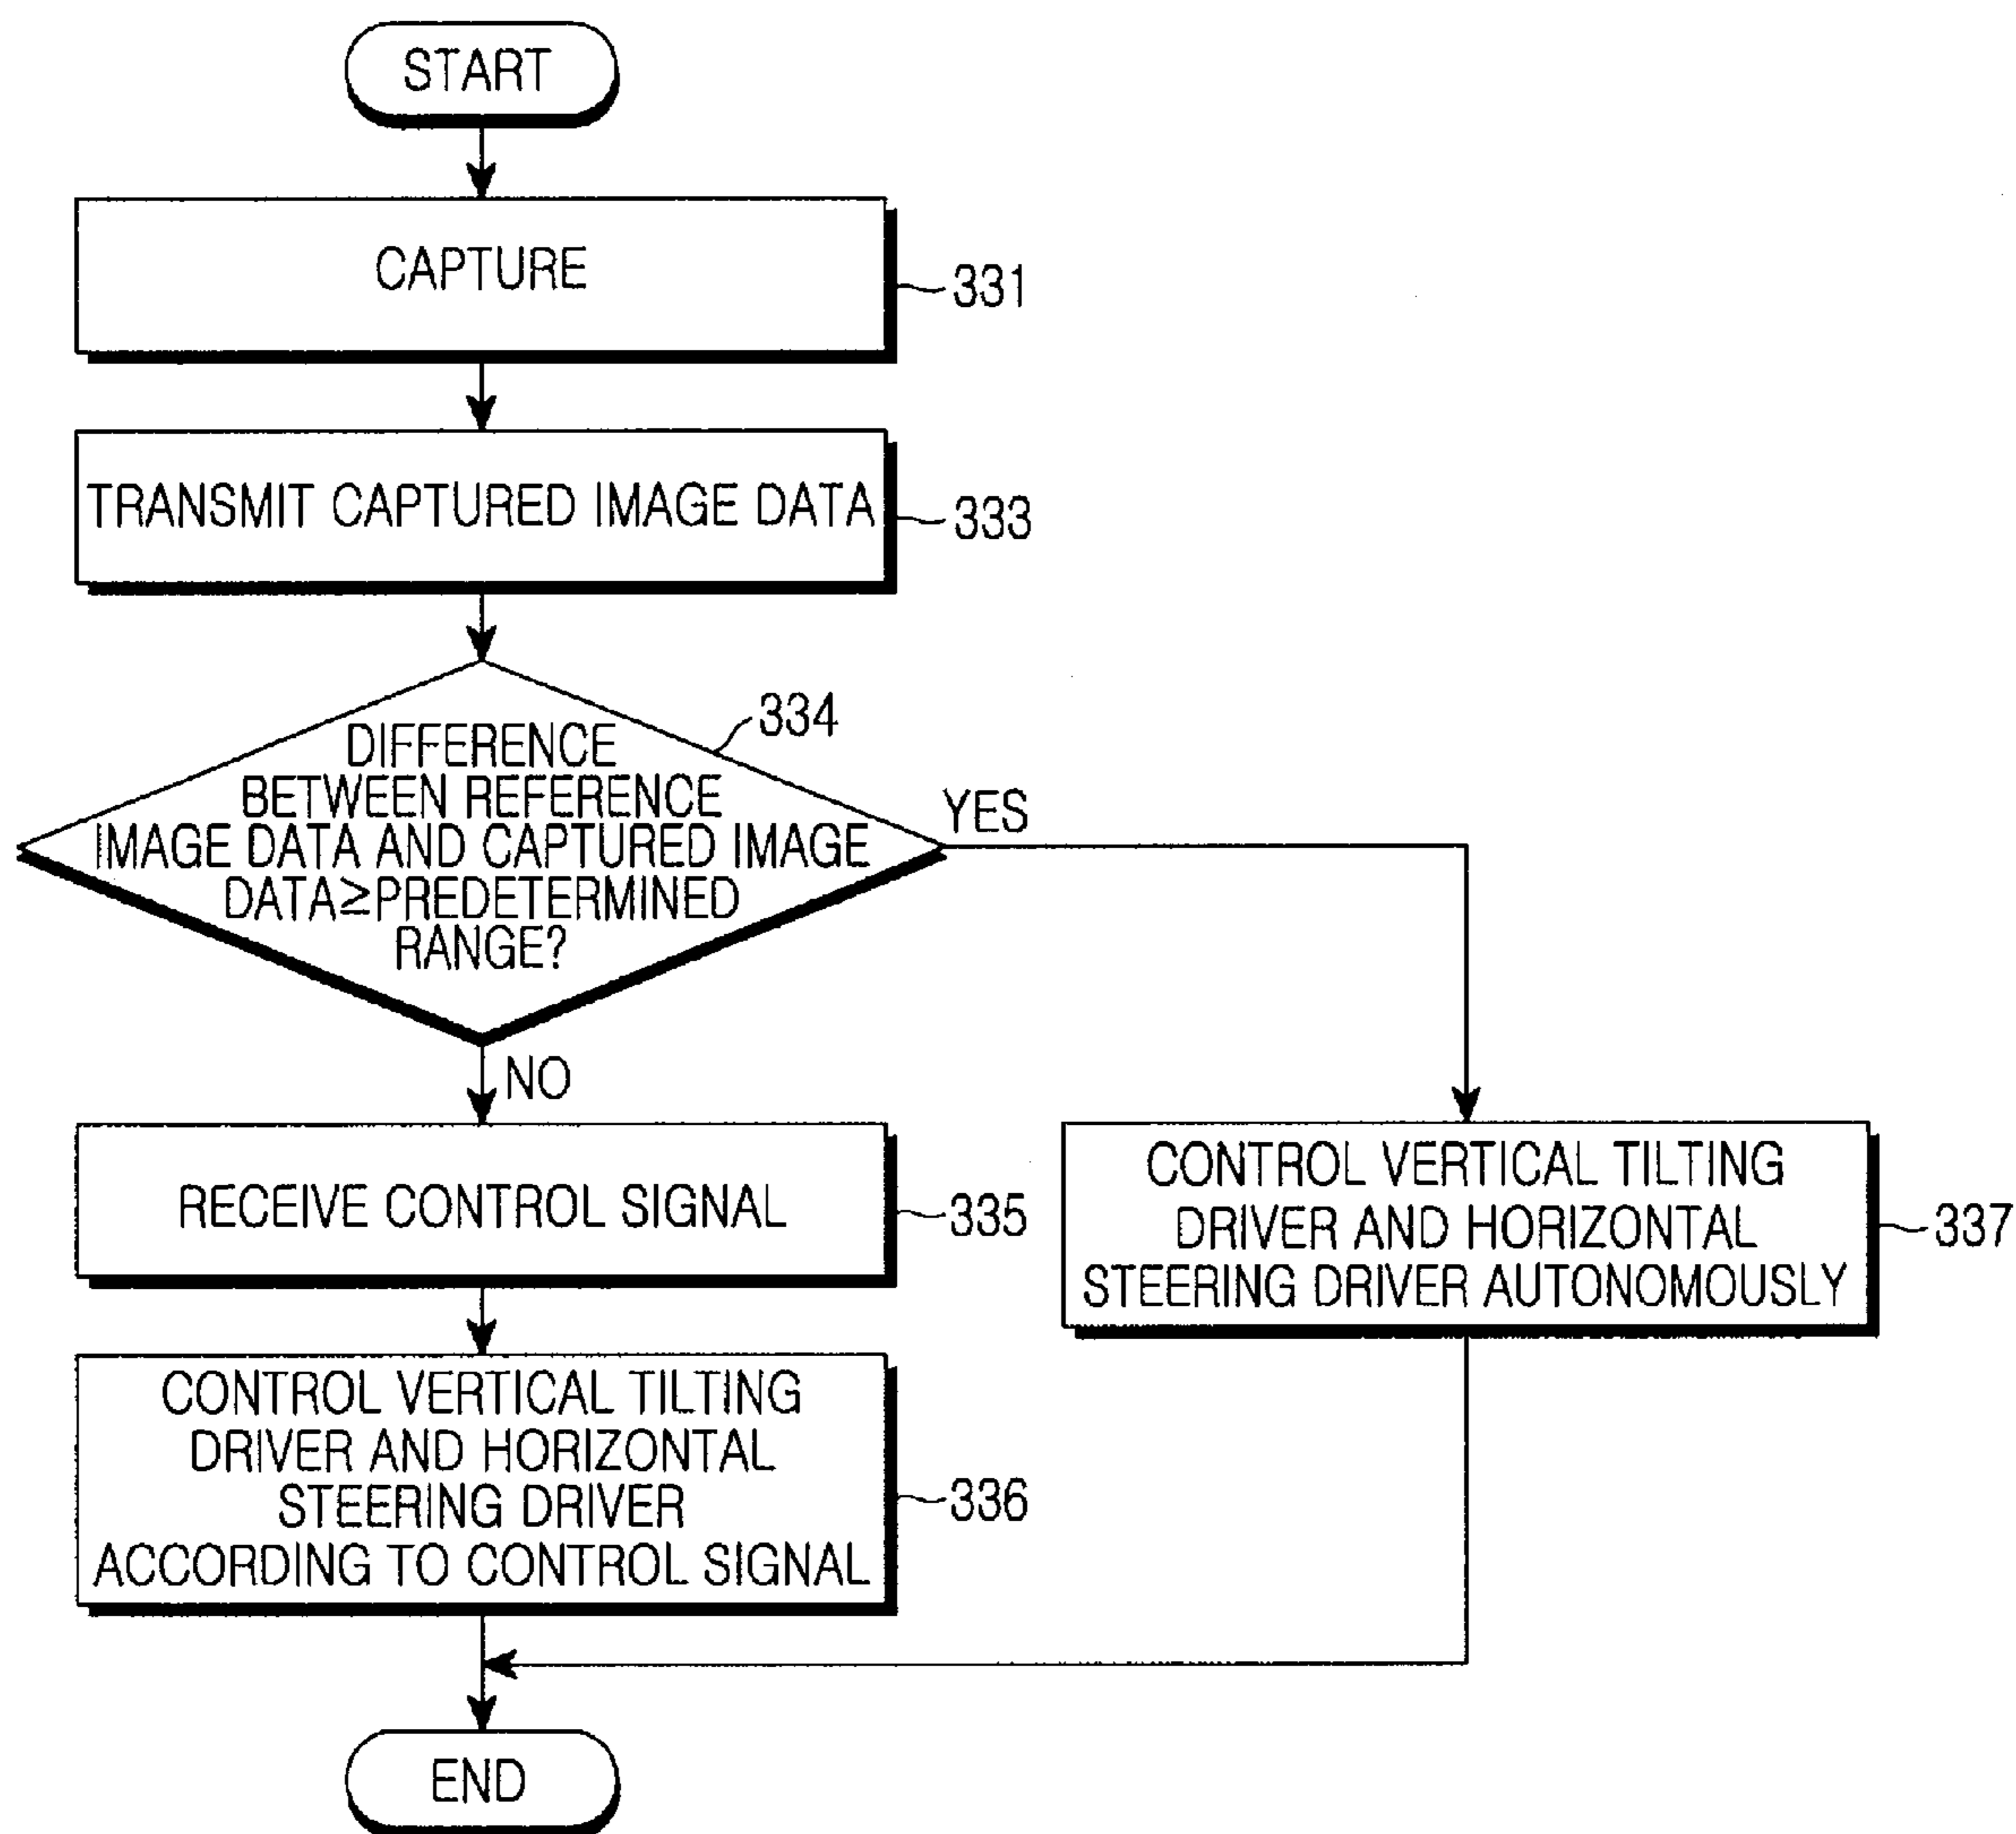 START
CAPTURE
331
TRANSMIT CAPTURED IMAGE DATA
333
334
DIFFERENCE
BETWEEN REFERENCE
IMAGE DATA AND CAPTURED IMAGE
DATA≥PREDETERMINED
RANGE?
YES
NO
RECEIVE CONTROL SIGNAL
335
CONTROL VERTICAL TILTING
DRIVER AND HORIZONTAL
STEERING DRIVER AUTONOMOUSLY
337
CONTROL VERTICAL TILTING
DRIVER AND HORIZONTAL
STEERING DRIVER
ACCORDING TO CONTROL SIGNAL
336
END